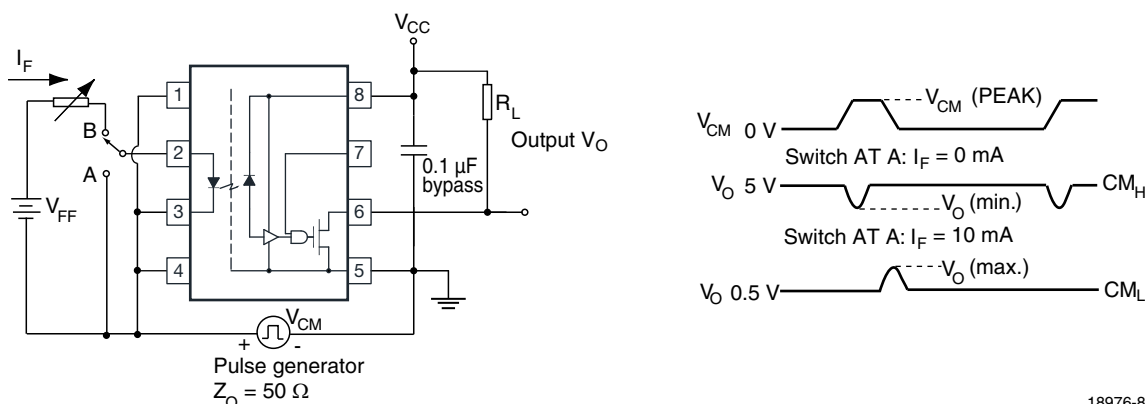 V_CC
I_F
B
A
V_FF
1
2
3
4
8
7
6
5
R_L
Output V_O
0.1 µF
bypass
V_CM
+ -
Pulse generator
Z_O = 50 Ω
V_CM (PEAK)
V_CM 0 V
Switch AT A: I_F = 0 mA
V_O 5 V
CM_H
V_O (min.)
Switch AT A: I_F = 10 mA
V_O (max.)
V_O 0.5 V
CM_L
18976-8